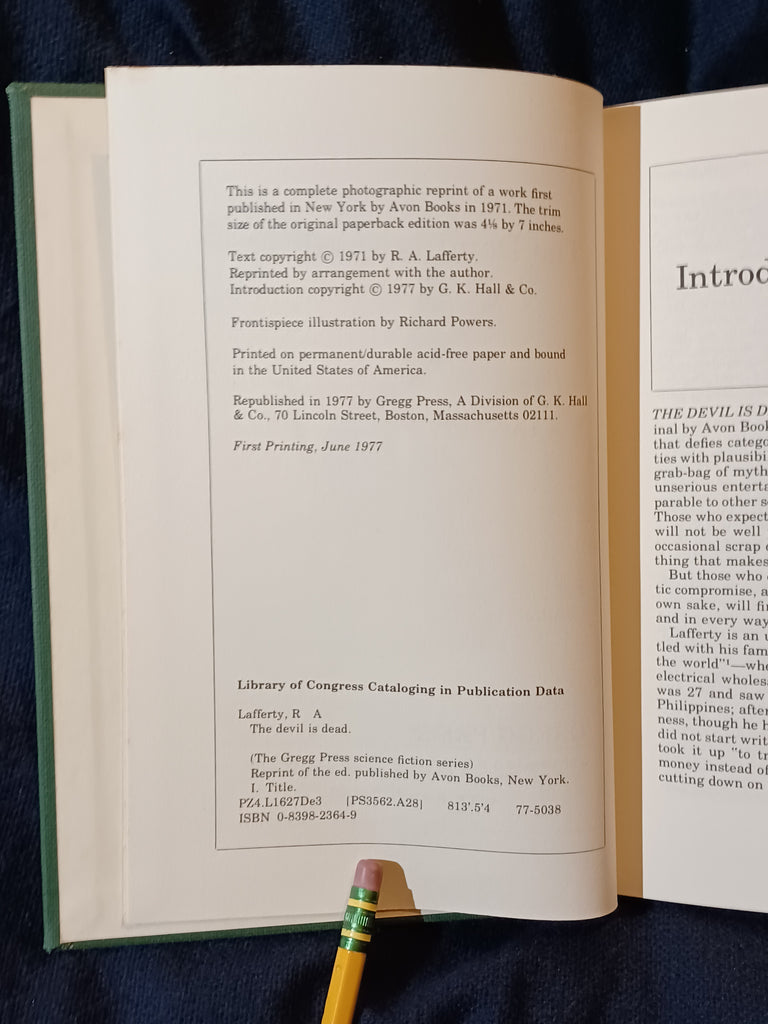 This is a complete photographic reprint of a work first
published in New York by Avon Books in 1971. The trim
size of the original paperback edition was 4⅛ by 7 inches.
Text copyright © 1971 by R. A. Lafferty.
Reprinted by arrangement with the author.
Introduction copyright © 1977 by G. K. Hall & Co.
Frontispiece illustration by Richard Powers.
Printed on permanent/durable acid-free paper and bound
in the United States of America.
Republished in 1977 by Gregg Press, A Division of G. K. Hall
& Co., 70 Lincoln Street, Boston, Massachusetts 02111.
First Printing, June 1977
Library of Congress Cataloging in Publication Data
Lafferty, R A
The devil is dead.
(The Gregg Press science fiction series)
Reprint of the ed. published by Avon Books, New York.
I. Title.
PZ4.L1627De3 [PS3562.A28] 813'.5'4 77-5038
ISBN 0-8398-2364-9
Introd
THE DEVIL IS D
inal by Avon Book
that defies catego
ties with plausibi
grab-bag of myth
unserious enterta
parable to other s
Those who expect
will not be well
occasional scrap
thing that makes
But those who
tic compromise, a
own sake, will fi
and in every way
Lafferty is an
tled with his fam
the world"¹—whe
electrical wholes
was 27 and saw
Philippines; after
ness, though he h
did not start writ
took it up "to tr
money instead of
cutting down on